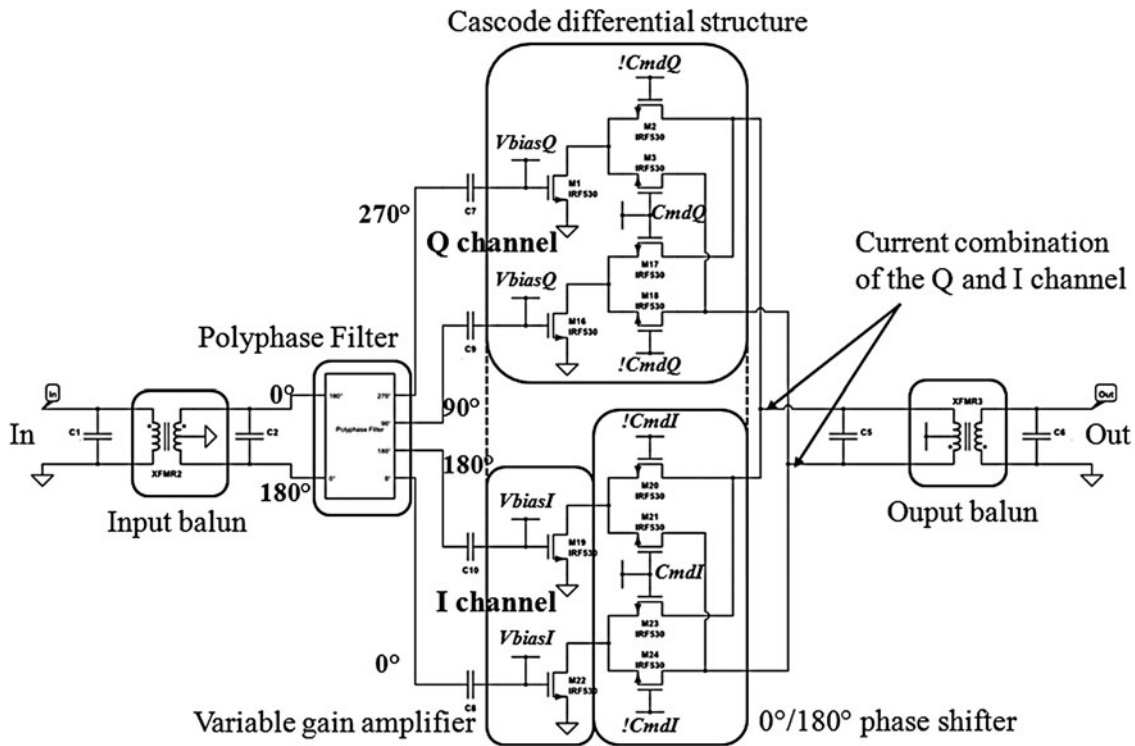 Cascode differential structure
!CmdQ
M2
IRF530
VbiasQ
M3
IRF530
M1
IRF530
C7
270°
CmdQ
Q channel
M17
IRF530
VbiasQ
M18
IRF530
M16
IRF530
C9
!CmdQ
Current combination
of the Q and I channel
Polyphase Filter
In
In
C1
XFMR2
C2
0°
180°
180°
0°
Polyphase Filter
270°
90°
180°
0°
90°
180°
Input balun
!CmdI
M20
IRF530
VbiasI
M21
IRF530
M19
IRF530
C10
CmdI
I channel
M23
IRF530
VbiasI
M24
IRF530
M22
IRF530
0°
C8
!CmdI
C5
XFMR3
C6
Out
Out
Ouput balun
Variable gain amplifier
0°/180° phase shifter